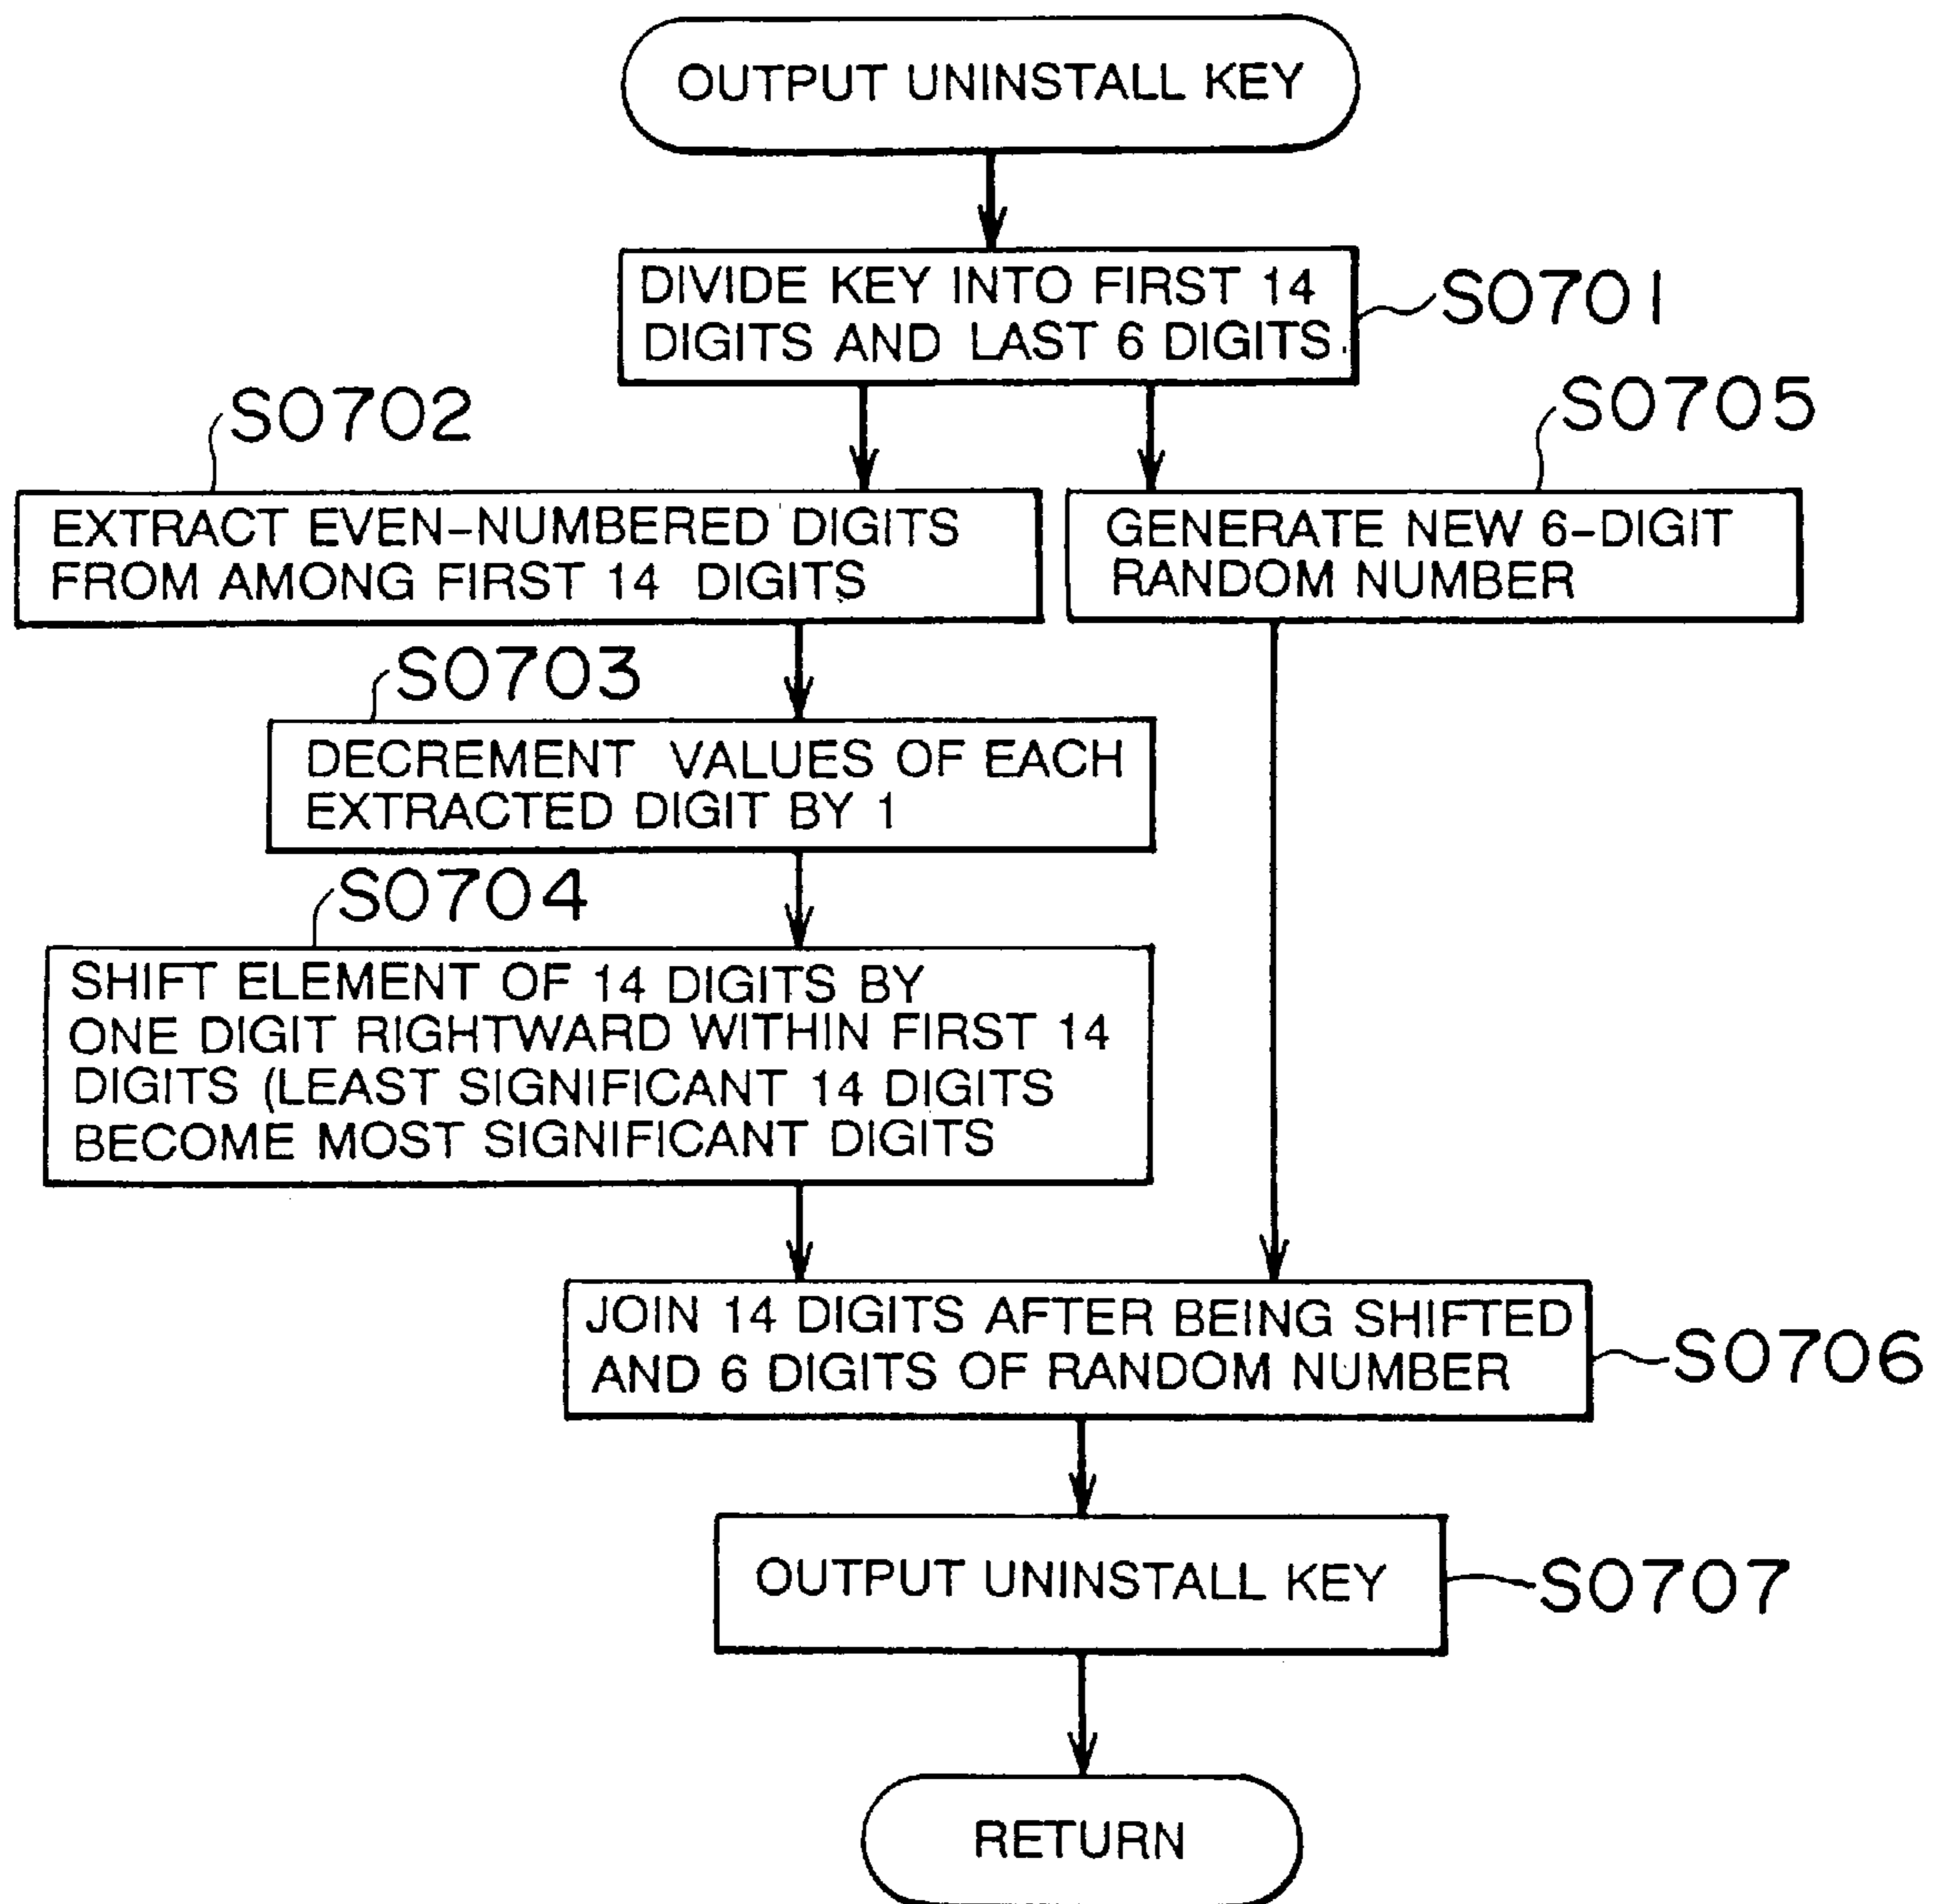 OUTPUT UNINSTALL KEY
DIVIDE KEY INTO FIRST 14
DIGITS AND LAST 6 DIGITS.
S0701
S0702
EXTRACT EVEN-NUMBERED DIGITS
FROM AMONG FIRST 14 DIGITS
S0705
GENERATE NEW 6-DIGIT
RANDOM NUMBER
S0703
DECREMENT VALUES OF EACH
EXTRACTED DIGIT BY 1
S0704
SHIFT ELEMENT OF 14 DIGITS BY
ONE DIGIT RIGHTWARD WITHIN FIRST 14
DIGITS (LEAST SIGNIFICANT 14 DIGITS
BECOME MOST SIGNIFICANT DIGITS
JOIN 14 DIGITS AFTER BEING SHIFTED
AND 6 DIGITS OF RANDOM NUMBER
S0706
OUTPUT UNINSTALL KEY
S0707
RETURN